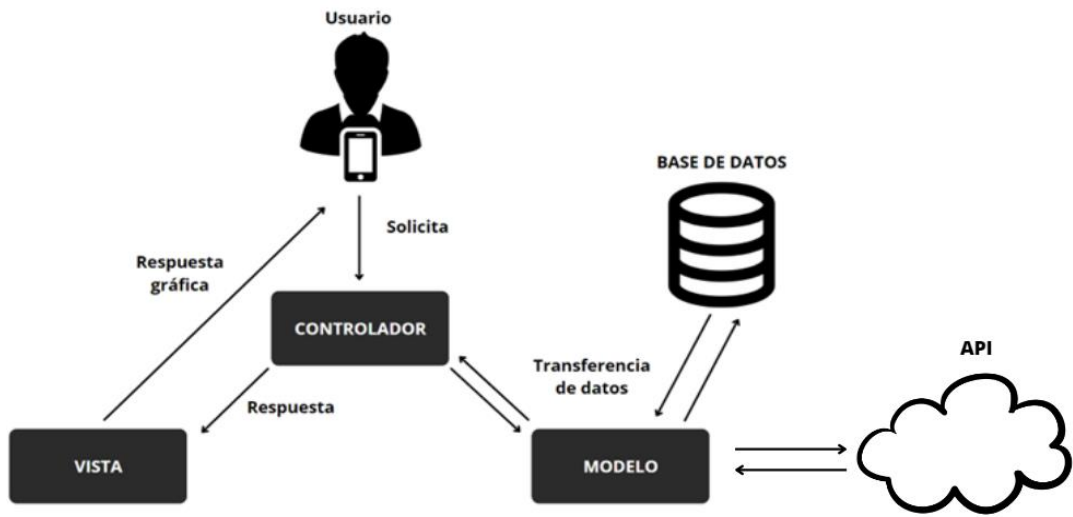 Usuario
BASE DE DATOS
Solicita
Respuesta
gráfica
CONTROLADOR
API
Transferencia
de datos
Respuesta
VISTA
MODELO